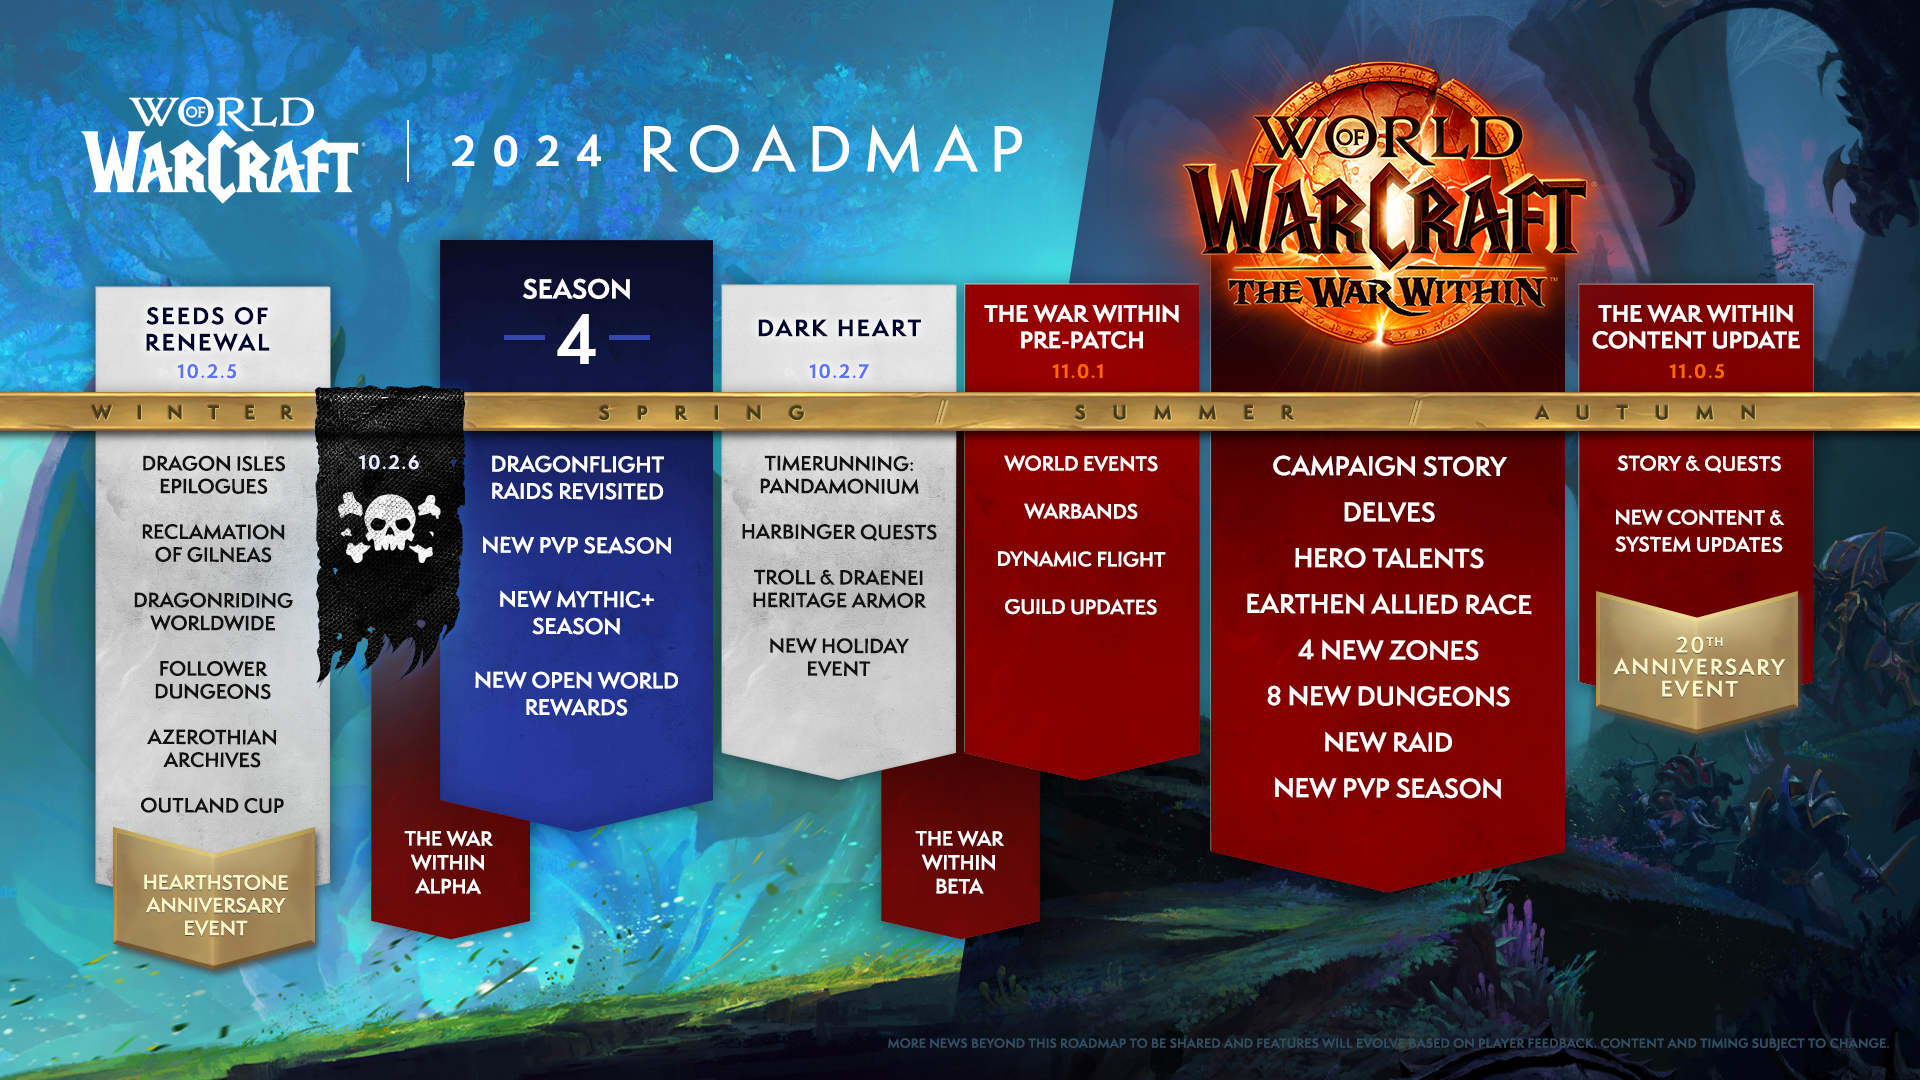 WORLD OF WARCRAFT
2024 ROADMAP
WORLD OF WARCRAFT
THE WAR WITHIN™
WINTER
SPRING
//
SUMMER
//
AUTUMN
SEEDS OF
RENEWAL
10.2.5
DRAGON ISLES
EPILOGUES
RECLAMATION
OF GILNEAS
DRAGONRIDING
WORLDWIDE
FOLLOWER
DUNGEONS
AZEROTHIAN
ARCHIVES
OUTLAND CUP
HEARTHSTONE
ANNIVERSARY
EVENT
10.2.6
THE WAR
WITHIN
ALPHA
SEASON
4
DRAGONFLIGHT
RAIDS REVISITED
NEW PVP SEASON
NEW MYTHIC+
SEASON
NEW OPEN WORLD
REWARDS
DARK HEART
10.2.7
TIMERUNNING:
PANDAMONIUM
HARBINGER QUESTS
TROLL & DRAENEI
HERITAGE ARMOR
NEW HOLIDAY
EVENT
THE WAR
WITHIN
BETA
THE WAR WITHIN
PRE-PATCH
11.0.1
WORLD EVENTS
WARBANDS
DYNAMIC FLIGHT
GUILD UPDATES
CAMPAIGN STORY
DELVES
HERO TALENTS
EARTHEN ALLIED RACE
4 NEW ZONES
8 NEW DUNGEONS
NEW RAID
NEW PVP SEASON
THE WAR WITHIN
CONTENT UPDATE
11.0.5
STORY & QUESTS
NEW CONTENT &
SYSTEM UPDATES
20TH
ANNIVERSARY
EVENT
MORE NEWS BEYOND THIS ROADMAP TO BE SHARED AND FEATURES WILL EVOLVE BASED ON PLAYER FEEDBACK. CONTENT AND TIMING SUBJECT TO CHANGE.